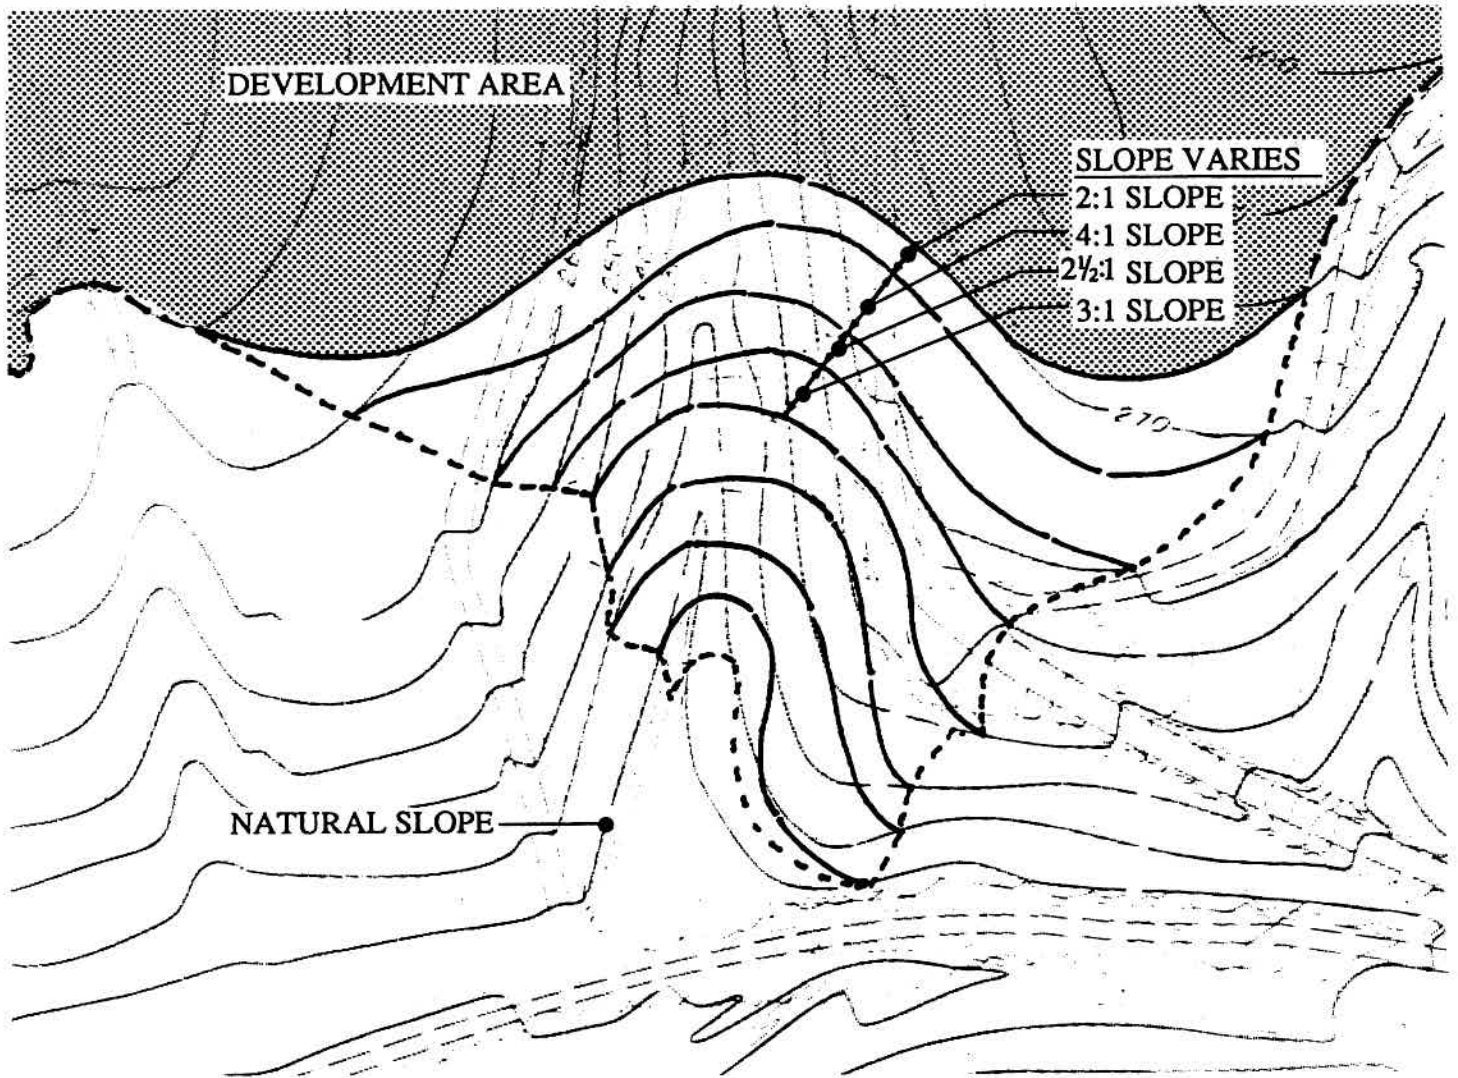 DEVELOPMENT AREA
SLOPE VARIES
2:1 SLOPE
4:1 SLOPE
2½:1 SLOPE
3:1 SLOPE
270
NATURAL SLOPE